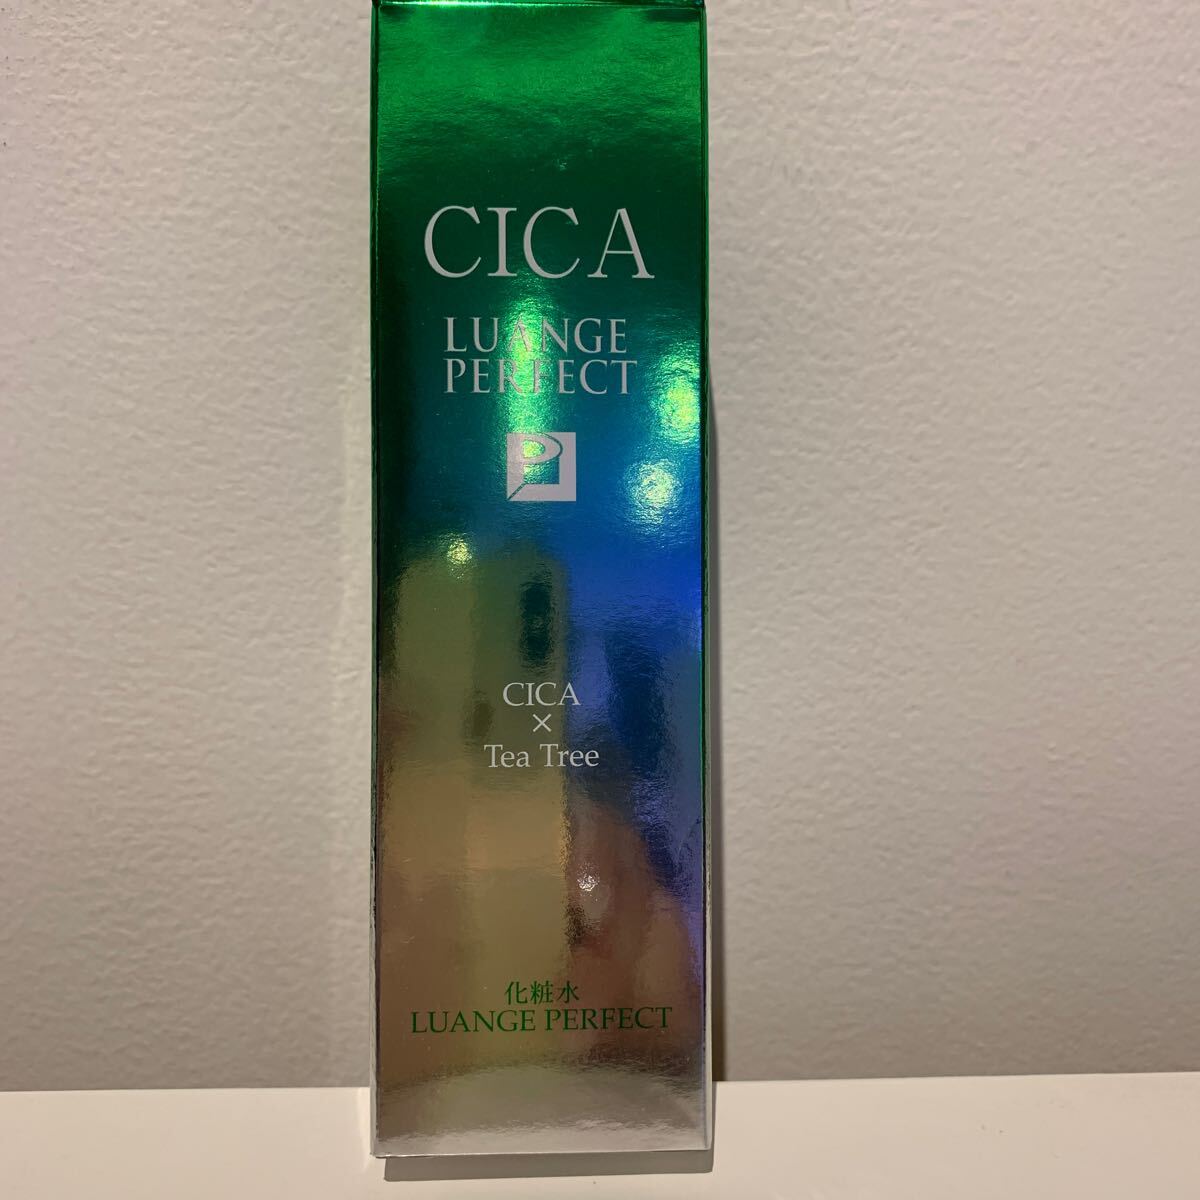 CICA
LUANGE
PERFECT
P
CICA
×
Tea Tree
化粧水
LUANGE PERFECT